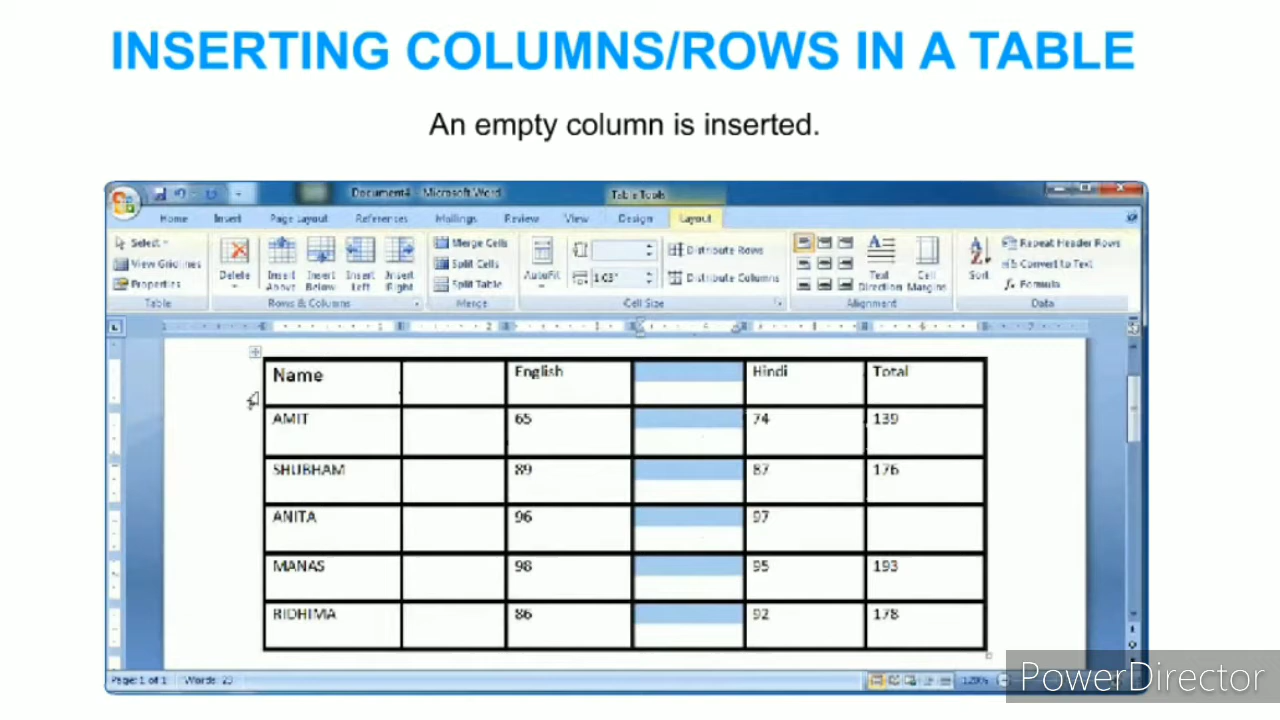 INSERTING COLUMNS/ROWS IN A TABLE
An empty column is inserted.
Document4 - Microsoft Word
Table Tools
Home Insert Page Layout References Mailings Review View Design Layout
Select
View Gridlines
Properties
Table
Delete
Insert Above
Insert Below
Insert Left
Insert Right
Rows & Columns
Merge Cells
Split Cells
Split Table
Merge
AutoFit
1.03"
Distribute Rows
Distribute Columns
Cell Size
Text Direction
Cell Margins
Alignment
Sort
Repeat Header Rows
Convert to Text
Formula
Data
Name English Hindi Total
AMIT 65 74 139
SHUBHAM 89 87 176
ANITA 96 97
MANAS 98 95 193
RIDHIMA 86 92 178
Page: 1 of 1 Words: 23
120%
PowerDirector